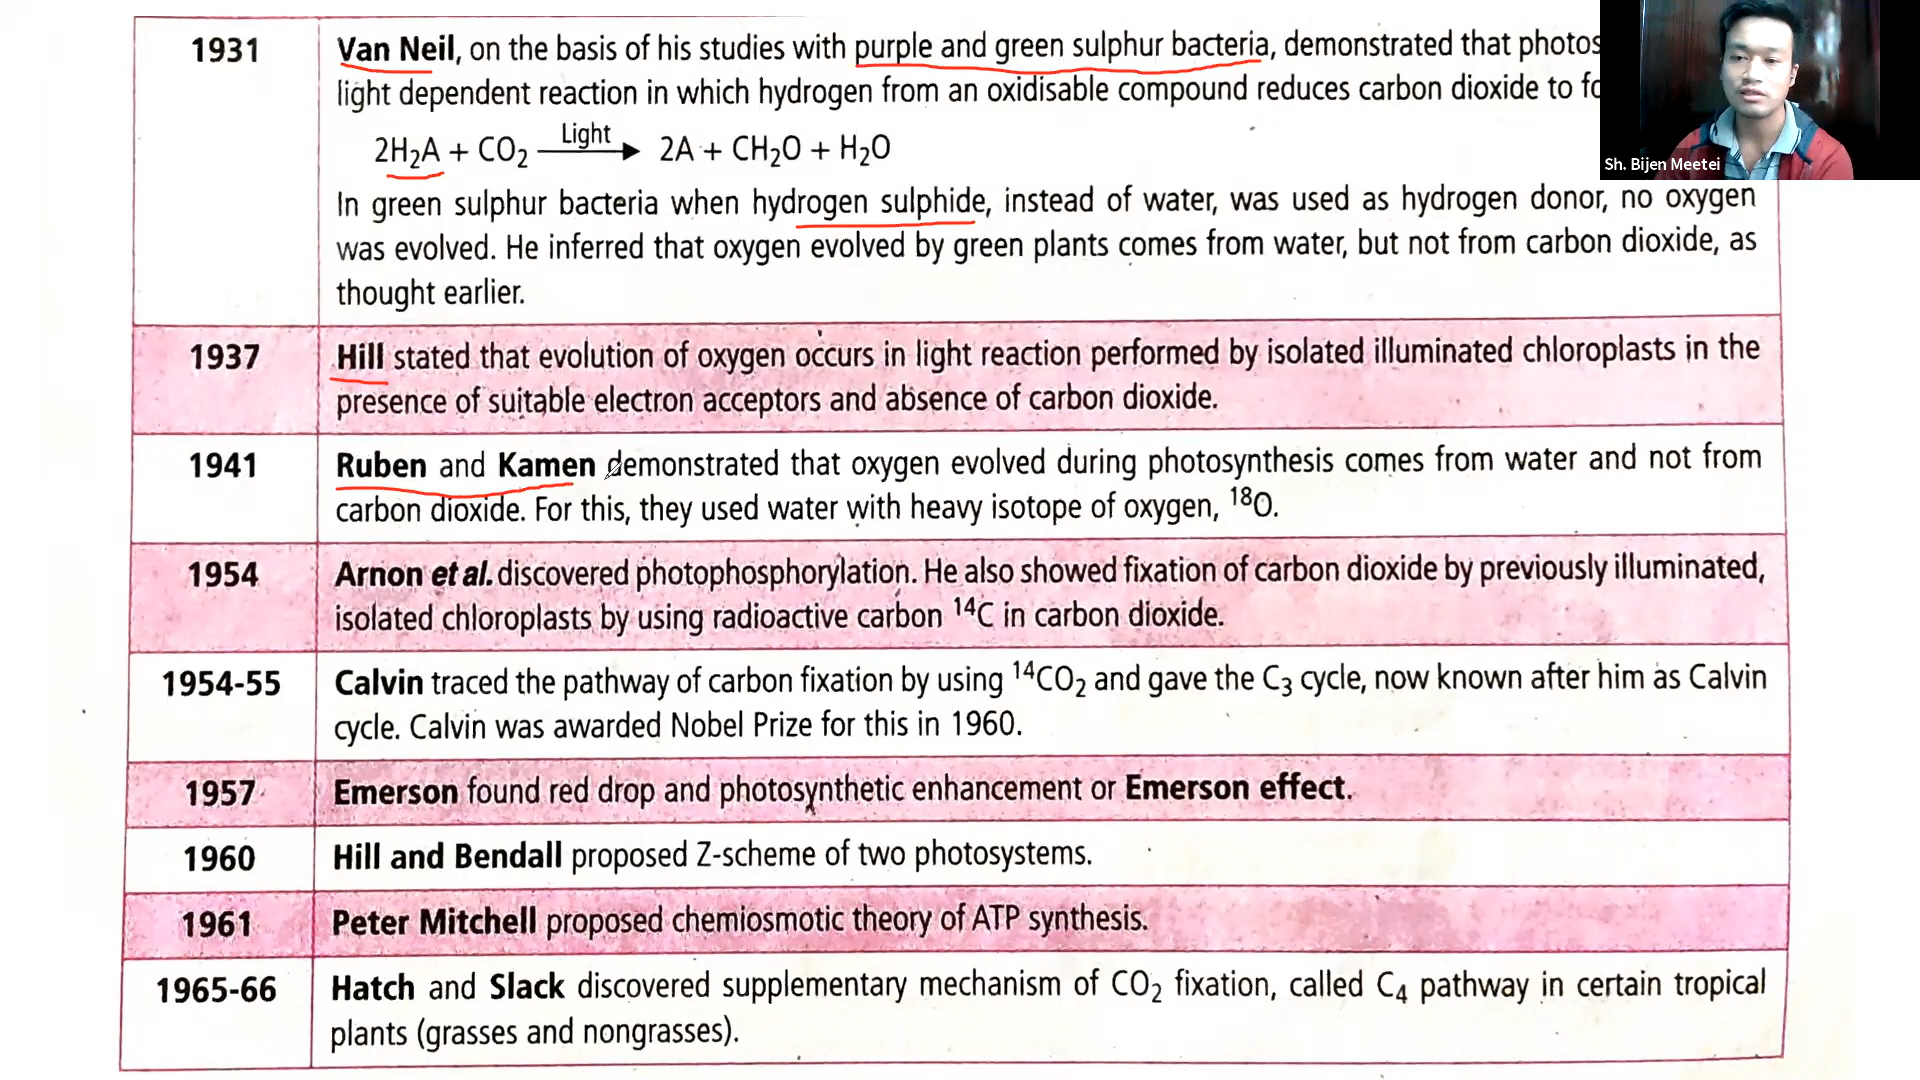 1931
Van Neil, on the basis of his studies with purple and green sulphur bacteria, demonstrated that
light dependent reaction in which hydrogen from an oxidisable compound reduces carbon dioxide to
2H₂A + CO₂ Light 2A + CH₂O + H₂O
In green sulphur bacteria when hydrogen sulphide, instead of water, was used as hydrogen donor, no oxygen
was evolved. He inferred that oxygen evolved by green plants comes from water, but not from carbon dioxide, as
thought earlier.
Sh. Bijen Meetei
1937
Hill stated that evolution of oxygen occurs in light reaction performed by isolated illuminated chloroplasts in the
presence of suitable electron acceptors and absence of carbon dioxide.
1941
Ruben and Kamen demonstrated that oxygen evolved during photosynthesis comes from water and not from
carbon dioxide. For this, they used water with heavy isotope of oxygen, ¹⁸O.
1954
Arnon et al. discovered photophosphorylation. He also showed fixation of carbon dioxide by previously illuminated,
isolated chloroplasts by using radioactive carbon ¹⁴C in carbon dioxide.
1954-55
Calvin traced the pathway of carbon fixation by using ¹⁴CO₂ and gave the C₃ cycle, now known after him as Calvin
cycle. Calvin was awarded Nobel Prize for this in 1960.
1957
Emerson found red drop and photosynthetic enhancement or Emerson effect.
1960
Hill and Bendall proposed Z-scheme of two photosystems.
1961
Peter Mitchell proposed chemiosmotic theory of ATP synthesis.
1965-66
Hatch and Slack discovered supplementary mechanism of CO₂ fixation, called C₄ pathway in certain tropical
plants (grasses and nongrasses).